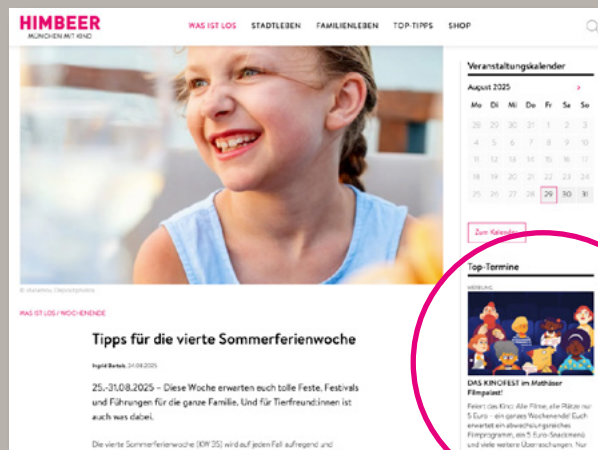 HIMBEER
MÜNCHEN MIT KIND
WAS IST LOS STADTLEBEN FAMILIENLEBEN TOP-TIPPS SHOP
Veranstaltungskalender
August 2025 >
Mo Di Mi Do Fr Sa So
28 29 30 31 1 2 3
4 5 6 7 8 9 10
11 12 13 14 15 16 17
18 19 20 21 22 23 24
25 26 27 28 29 30 31
Zum Kalender
Top-Termine
WERBUNG
DAS KINOFEST im Mathäser
Filmpalast!
Feiert das Kino: Alle Filme, alle Plätze nur
5 Euro – ein ganzes Wochenende! Euch
erwartet ein abwechslungsreiches
Filmprogramm, ein 5 Euro-Snackmenü
und viele weitere Überraschungen. Nur
WAS IST LOS / WOCHENENDE
Tipps für die vierte Sommerferienwoche
Ingrid Bartels, 24.08.2025
25.-31.08.2025 – Diese Woche erwarten euch tolle Feste, Festivals
und Führungen für die ganze Familie. Und für Tierfreund:innen ist
auch was dabei.
Die vierte Sommerferienwoche (KW 35) wird auf jeden Fall aufregend und